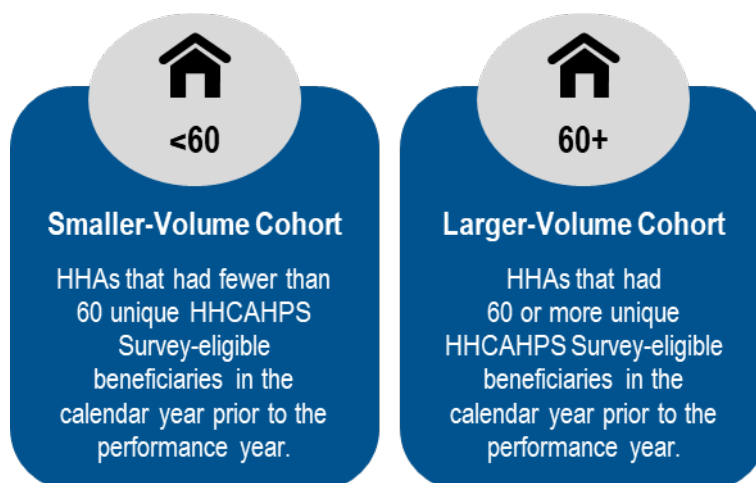 <60
Smaller-Volume Cohort
HHAs that had fewer than
60 unique HHCAHPS
Survey-eligible
beneficiaries in the
calendar year prior to the
performance year.
60+
Larger-Volume Cohort
HHAs that had
60 or more unique
HHCAHPS Survey-eligible
beneficiaries in the
calendar year prior to the
performance year.